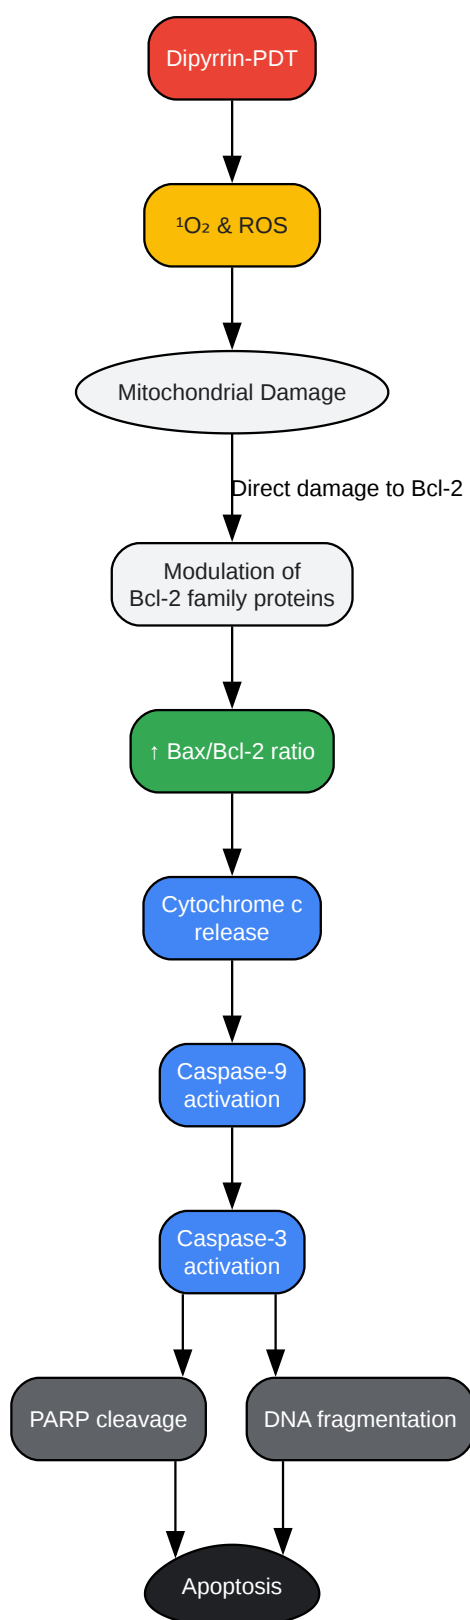 Dipyrrin-PDT
¹O₂ & ROS
Mitochondrial Damage
Direct damage to Bcl-2
Modulation of
Bcl-2 family proteins
↑ Bax/Bcl-2 ratio
Cytochrome c
release
Caspase-9
activation
Caspase-3
activation
PARP cleavage
DNA fragmentation
Apoptosis